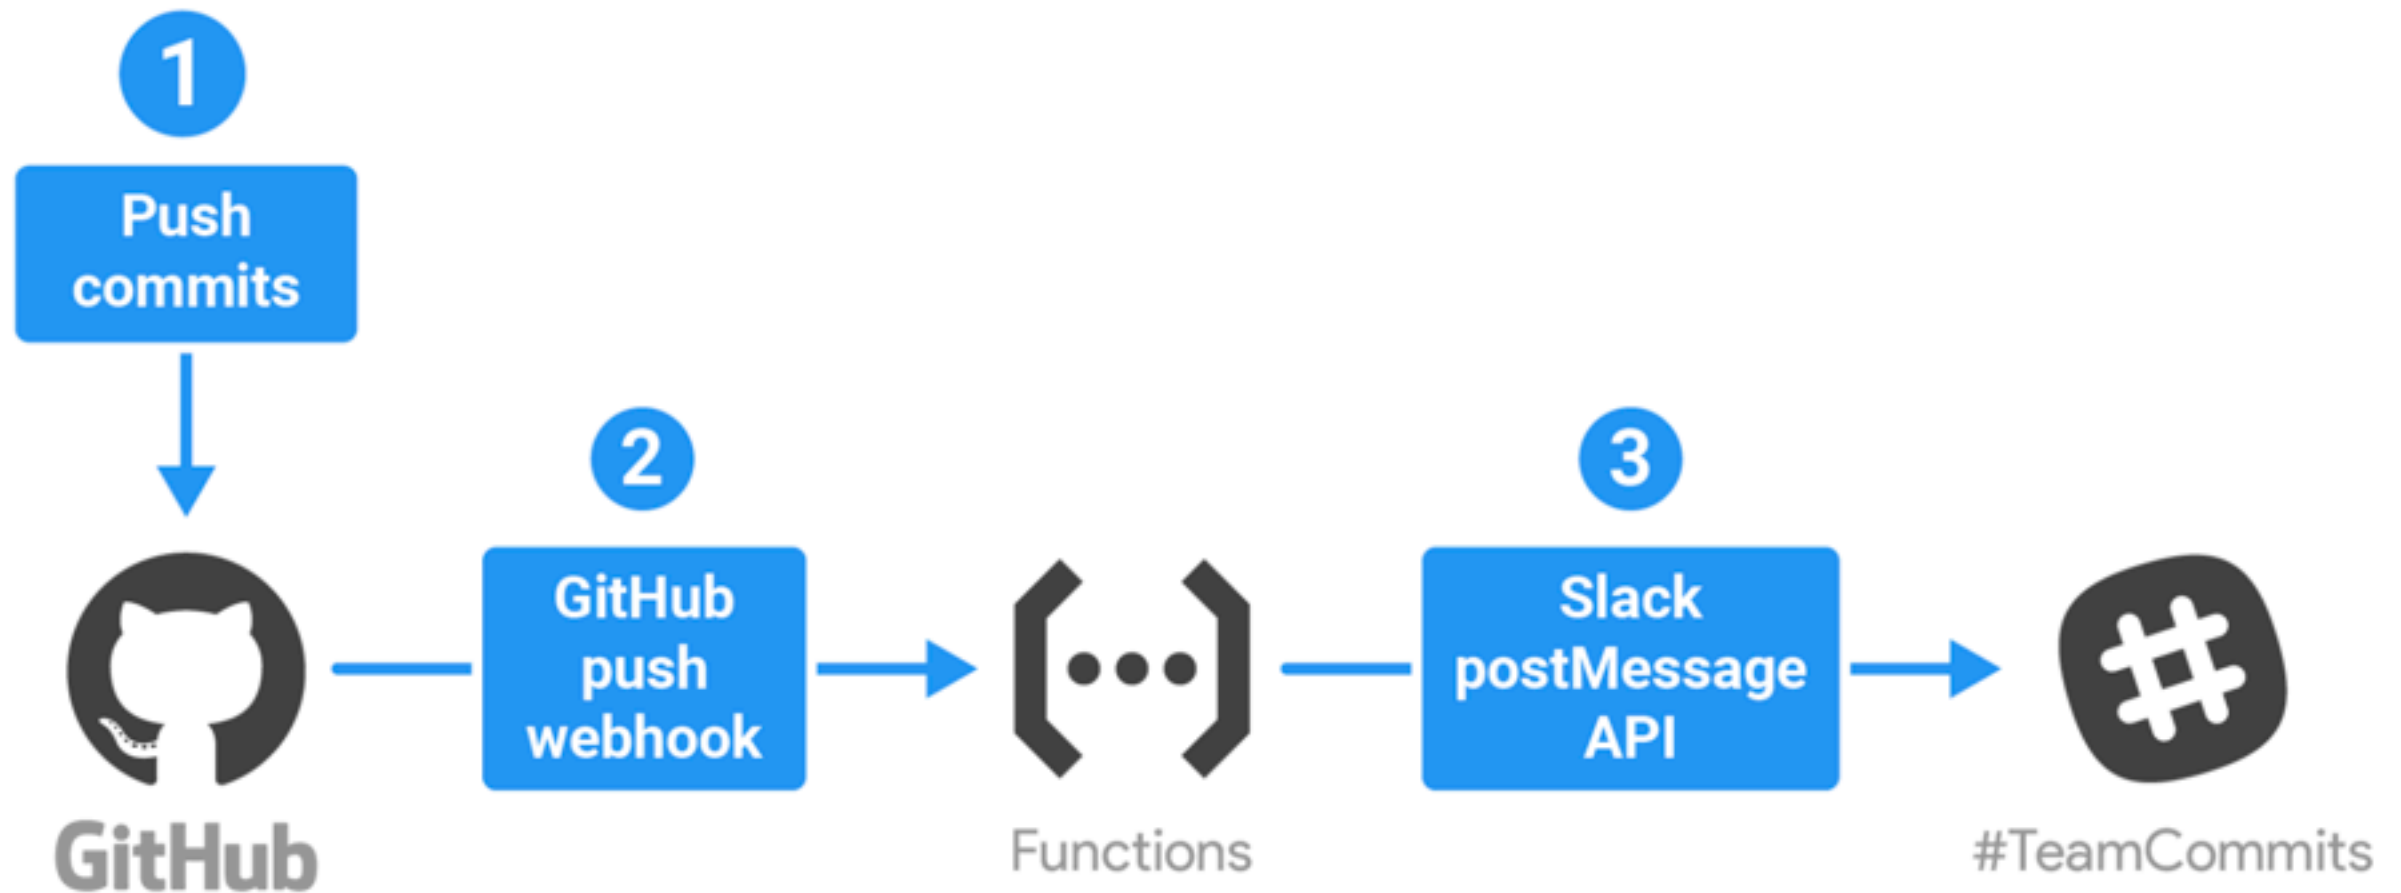 1
Push
commits
2
GitHub
push
webhook
3
Slack
postMessage
API
GitHub
Functions
#TeamCommits